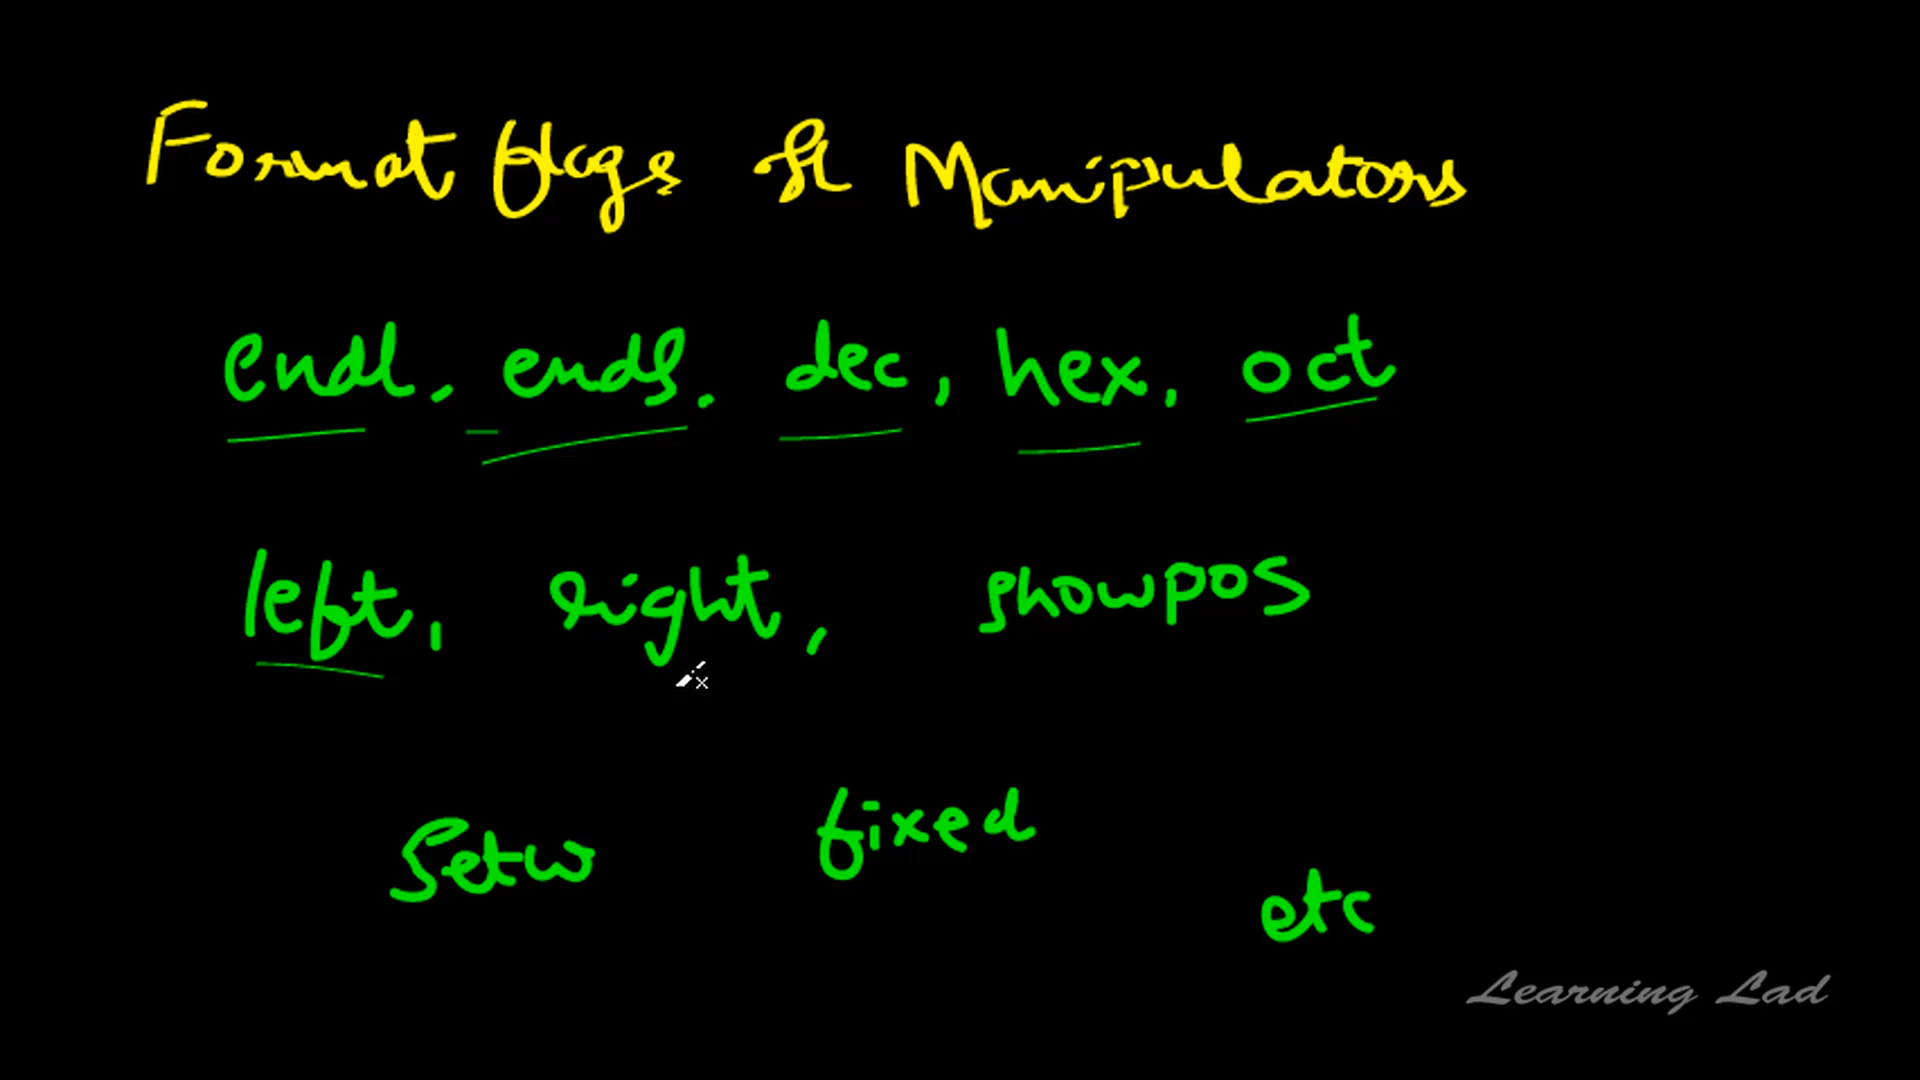 Format flags & Manipulators
endl, ends, dec, hex, oct
left, right, showpos
setw fixed
etc
Learning Lad